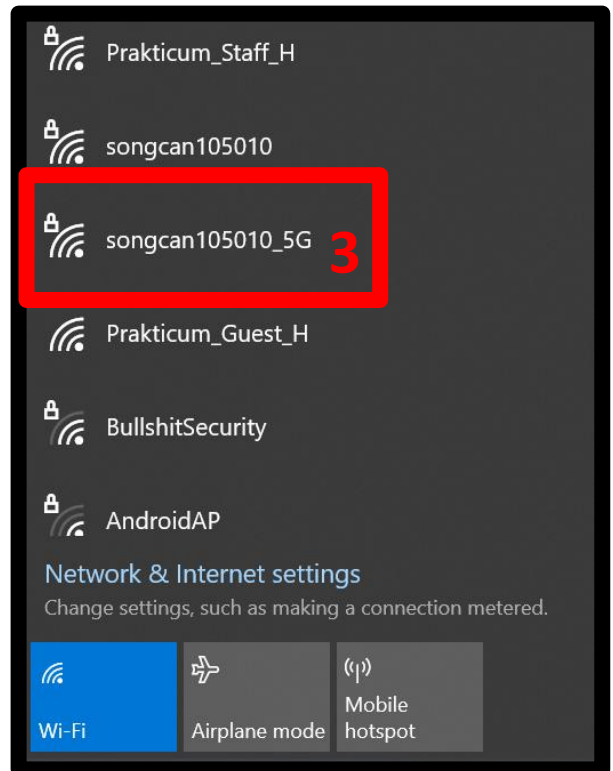 Prakticum_Staff_H
songcan105010
songcan105010_5G
3
Prakticum_Guest_H
BullshitSecurity
AndroidAP
Network & Internet settings
Change settings, such as making a connection metered.
Wi-Fi
Airplane mode
Mobile
hotspot